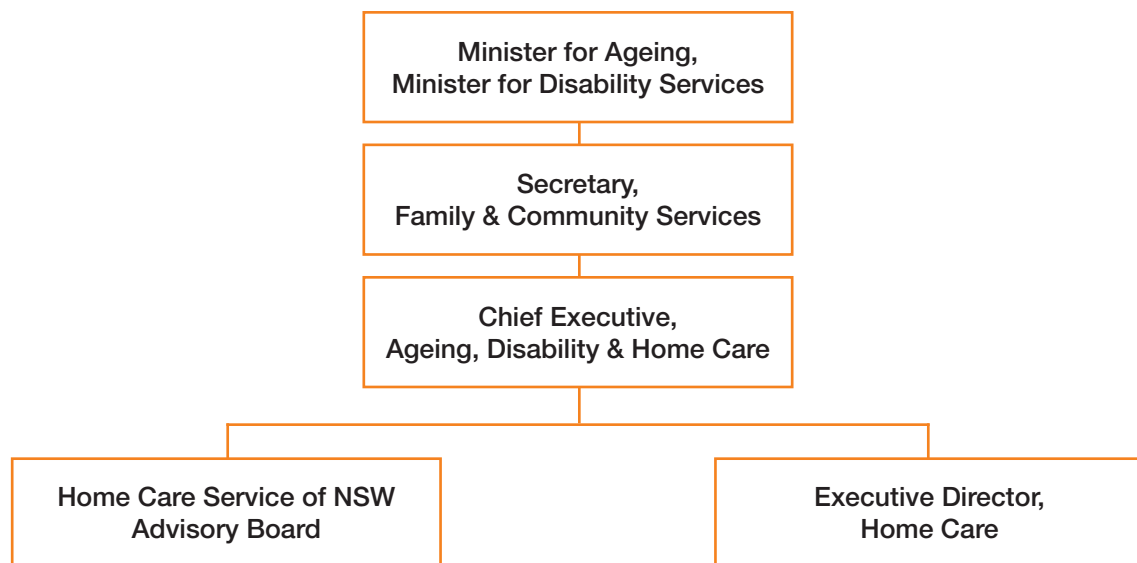 Minister for Ageing,
Minister for Disability Services
Secretary,
Family & Community Services
Chief Executive,
Ageing, Disability & Home Care
Home Care Service of NSW
Advisory Board
Executive Director,
Home Care